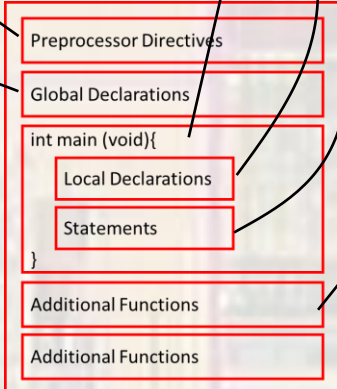 Preprocessor Directives
Global Declarations
int main (void){
Local Declarations
Statements
}
Additional Functions
Additional Functions